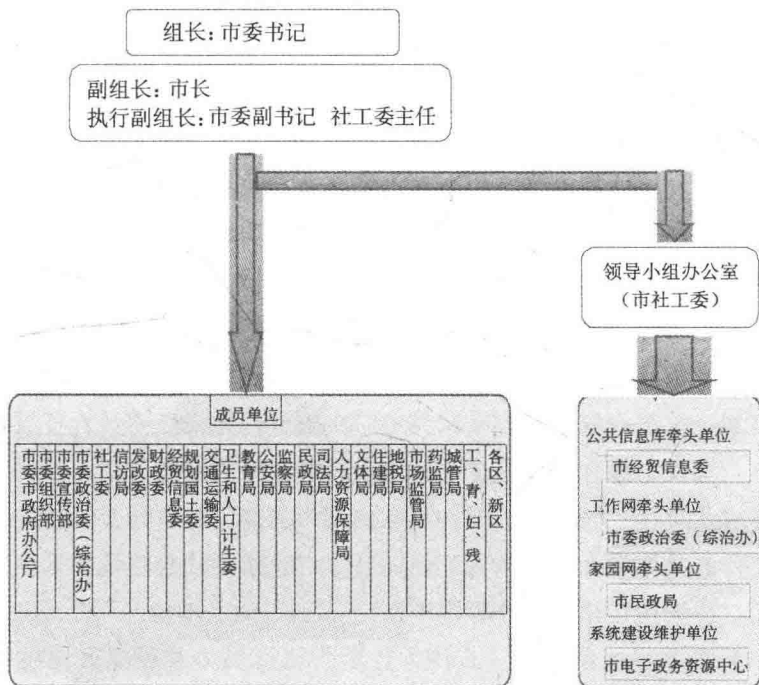 组长：市委书记
副组长：市长
执行副组长：市委副书记 社工委主任
领导小组办公室
（市社工委）
成员单位
市委市政府办公厅
市委组织部
市委宣传部
市委政治委（综治办）
社工委
信访局
发政委
财政委
经贸信息委
规划国土委
交通运输委
卫生和人口计生委
教育局
公安局
监察局
民政局
司法局
人力资源保障局
文体局
住建局
地税局
市场监管局
药监局
城管局
工、青、妇、残
各区、新区
公共信息库牵头单位
市经贸信息委
工作网牵头单位
市委政治委（综治办）
家园网牵头单位
市民政局
系统建设维护单位
市电子政务资源中心